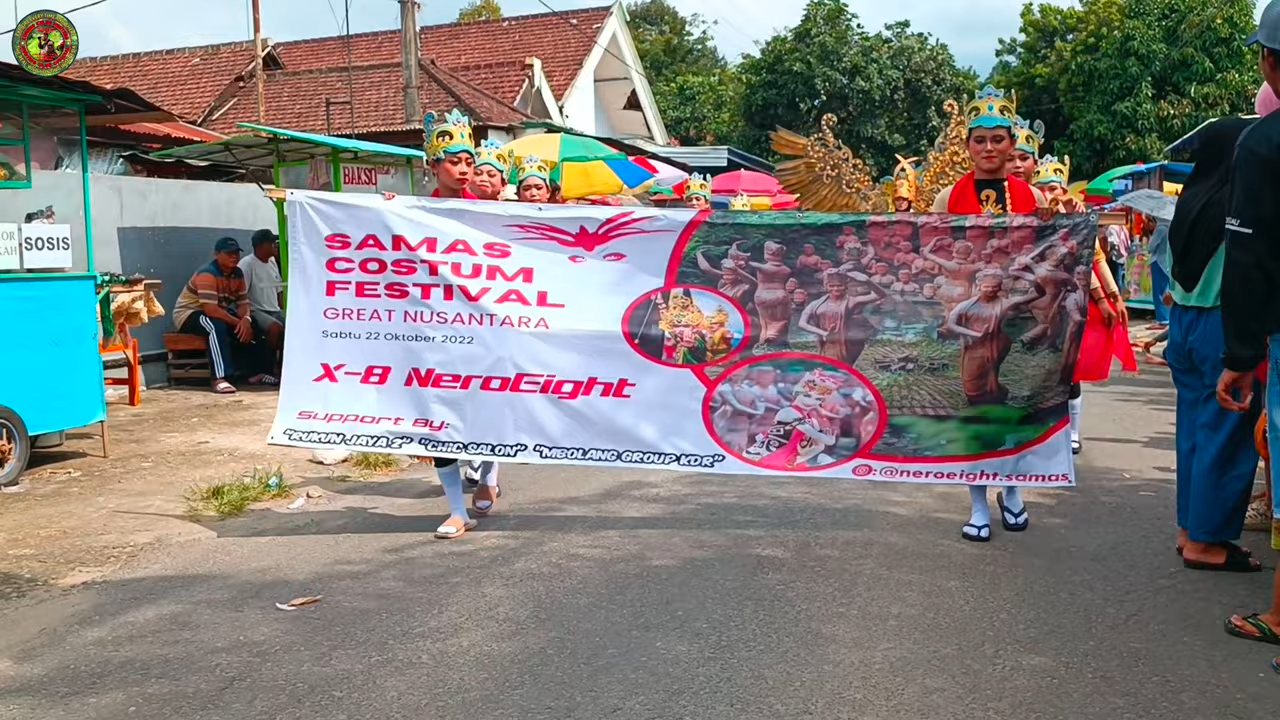 BAKSO
SOSIS
SAMAS
COSTUM
FESTIVAL
GREAT NUSANTARA
Sabtu 22 Oktober 2022
X-8 NeroEight
Support By:
"RUKUN JAYA 2" "CHIC SALON" "MBOLANG GROUP KDR"
:@neroeight.samas